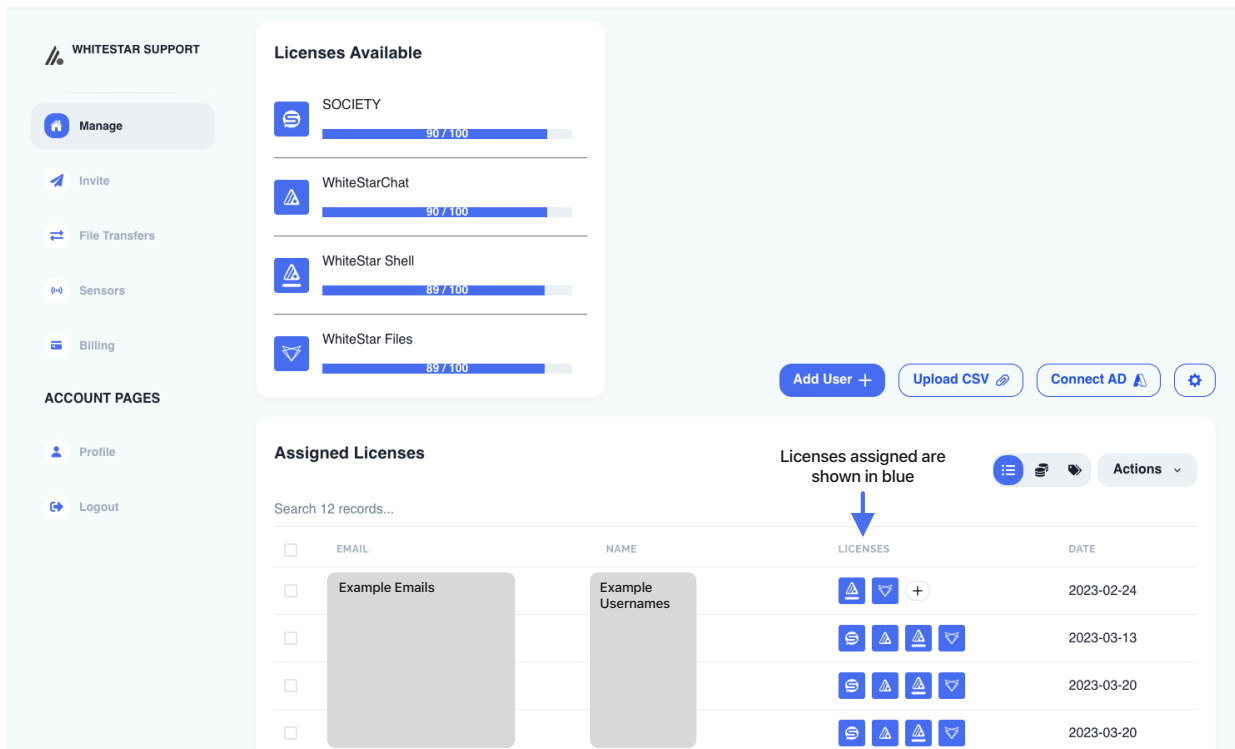 WHITESTAR SUPPORT
Manage
Invite
File Transfers
Sensors
Billing
ACCOUNT PAGES
Profile
Logout
Licenses Available
SOCIETY
90 / 100
WhiteStarChat
90 / 100
WhiteStar Shell
89 / 100
WhiteStar Files
89 / 100
Add User
Upload CSV
Connect AD
Assigned Licenses
Licenses assigned are
shown in blue
Actions
Search 12 records...
EMAIL NAME LICENSES DATE
Example Emails
Example
Usernames
2023-02-24
2023-03-13
2023-03-20
2023-03-20